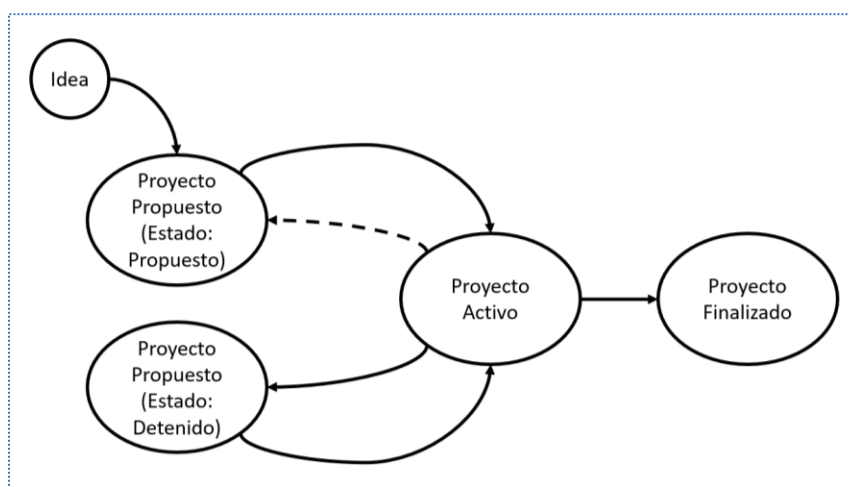 Idea
Proyecto
Propuesto
(Estado:
Propuesto)
Proyecto
Activo
Proyecto
Finalizado
Proyecto
Propuesto
(Estado:
Detenido)